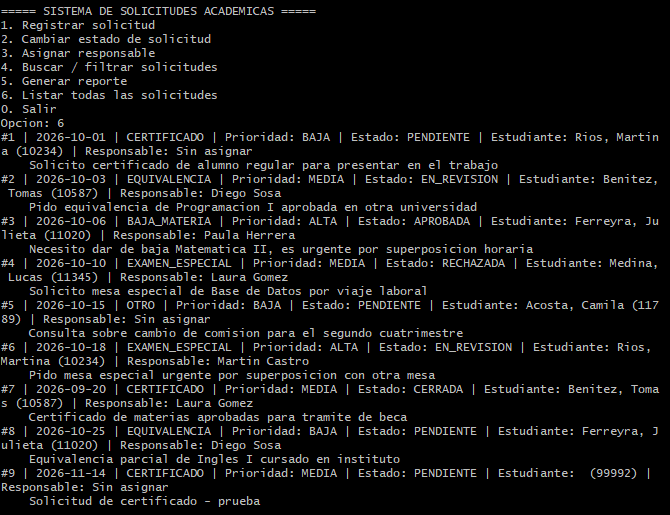 ===== SISTEMA DE SOLICITUDES ACADEMICAS =====
1. Registrar solicitud
2. Cambiar estado de solicitud
3. Asignar responsable
4. Buscar / filtrar solicitudes
5. Generar reporte
6. Listar todas las solicitudes
0. Salir
Opcion: 6
#1 | 2026-10-01 | CERTIFICADO | Prioridad: BAJA | Estado: PENDIENTE | Estudiante: Rios, Martin
a (10234) | Responsable: Sin asignar
    Solicito certificado de alumno regular para presentar en el trabajo
#2 | 2026-10-03 | EQUIVALENCIA | Prioridad: MEDIA | Estado: EN_REVISION | Estudiante: Benitez,
 Tomas (10587) | Responsable: Diego Sosa
    Pido equivalencia de Programacion I aprobada en otra universidad
#3 | 2026-10-06 | BAJA_MATERIA | Prioridad: ALTA | Estado: APROBADA | Estudiante: Ferreyra, Ju
lieta (11020) | Responsable: Paula Herrera
    Necesito dar de baja Matematica II, es urgente por superposicion horaria
#4 | 2026-10-10 | EXAMEN_ESPECIAL | Prioridad: MEDIA | Estado: RECHAZADA | Estudiante: Medina,
 Lucas (11345) | Responsable: Laura Gomez
    Solicito mesa especial de Base de Datos por viaje laboral
#5 | 2026-10-15 | OTRO | Prioridad: BAJA | Estado: PENDIENTE | Estudiante: Acosta, Camila (117
89) | Responsable: Sin asignar
    Consulta sobre cambio de comision para el segundo cuatrimestre
#6 | 2026-10-18 | EXAMEN_ESPECIAL | Prioridad: ALTA | Estado: EN_REVISION | Estudiante: Rios,
Martina (10234) | Responsable: Martin Castro
    Pido mesa especial urgente por superposicion con otra mesa
#7 | 2026-09-20 | CERTIFICADO | Prioridad: MEDIA | Estado: CERRADA | Estudiante: Benitez, Toma
s (10587) | Responsable: Laura Gomez
    Certificado de materias aprobadas para tramite de beca
#8 | 2026-10-25 | EQUIVALENCIA | Prioridad: BAJA | Estado: PENDIENTE | Estudiante: Ferreyra, J
ulieta (11020) | Responsable: Diego Sosa
    Equivalencia parcial de Ingles I cursado en instituto
#9 | 2026-11-14 | CERTIFICADO | Prioridad: MEDIA | Estado: PENDIENTE | Estudiante:  (99992) |
Responsable: Sin asignar
    Solicitud de certificado - prueba